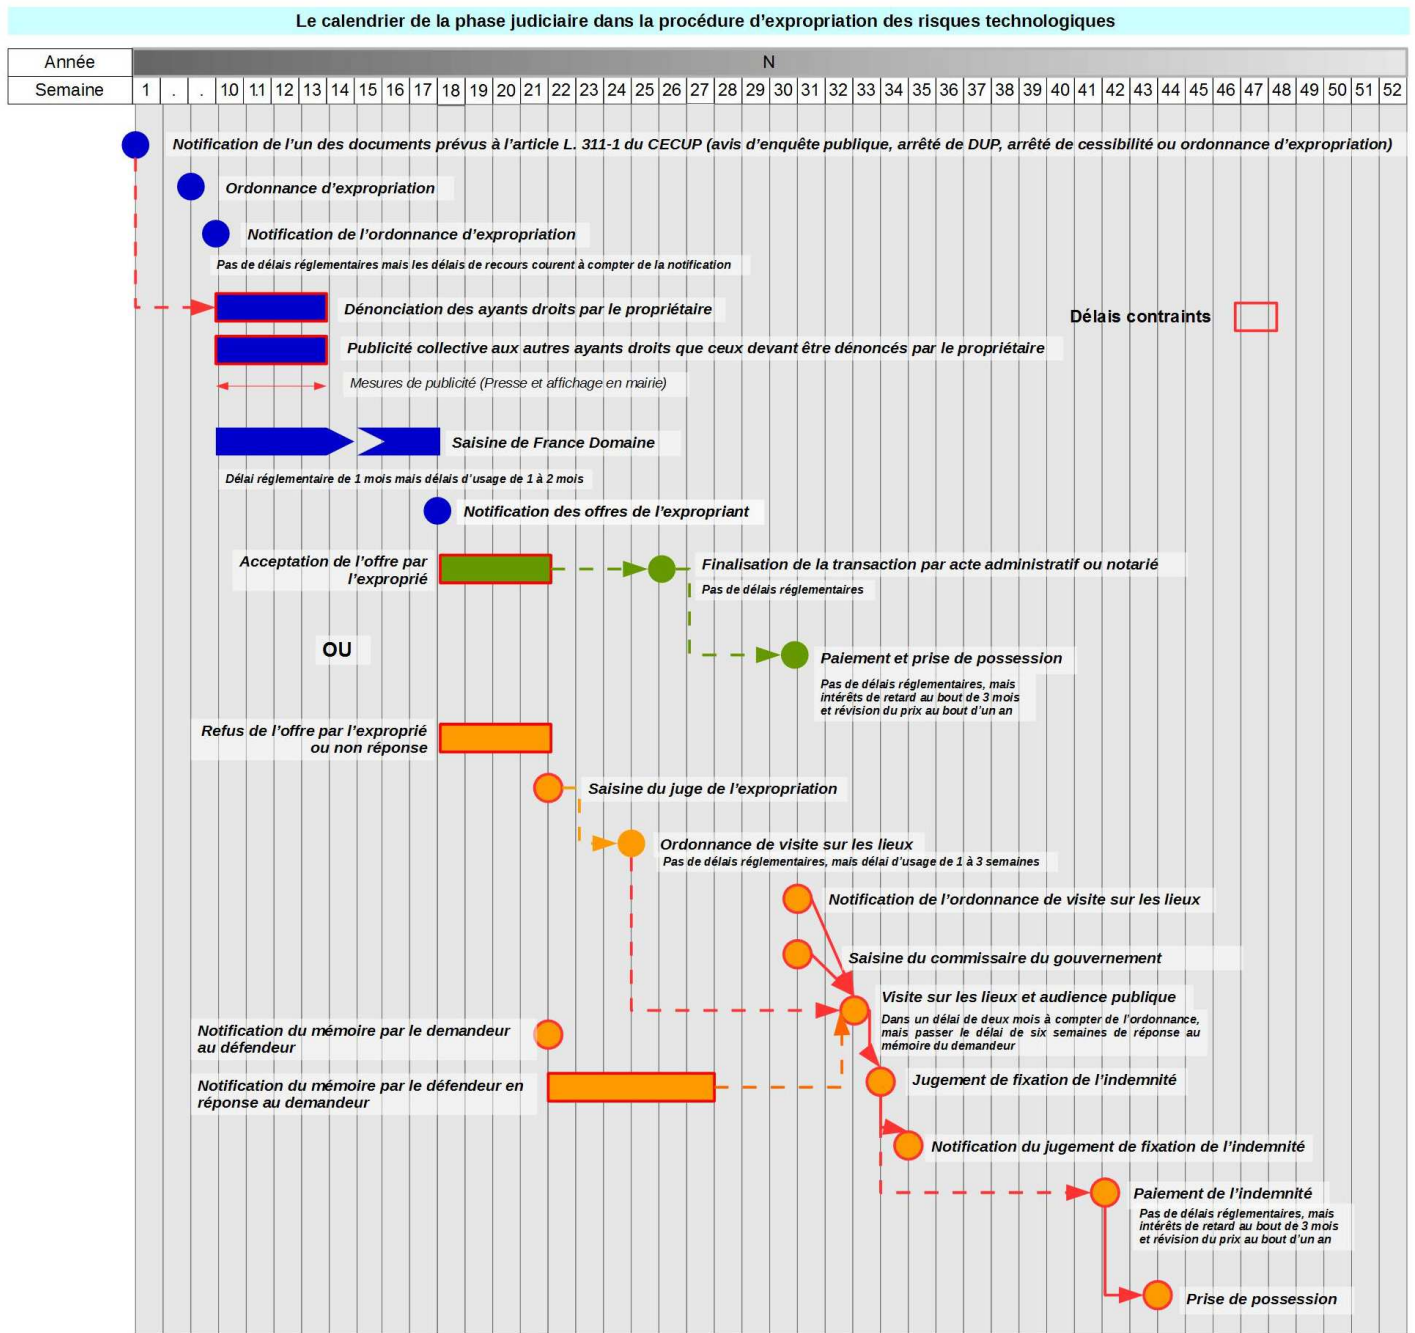 Le calendrier de la phase judiciaire dans la procédure d'expropriation des risques technologiques
Année N
Semaine 1 . . 10 11 12 13 14 15 16 17 18 19 20 21 22 23 24 25 26 27 28 29 30 31 32 33 34 35 36 37 38 39 40 41 42 43 44 45 46 47 48 49 50 51 52
Notification de l'un des documents prévus à l'article L. 311-1 du CECUP (avis d'enquête publique, arrêté de DUP, arrêté de cessibilité ou ordonnance d'expropriation)
Ordonnance d'expropriation
Notification de l'ordonnance d'expropriation
Pas de délais réglementaires mais les délais de recours courent à compter de la notification
Dénonciation des ayants droits par le propriétaire
Délais contraints
Publicité collective aux autres ayants droits que ceux devant être dénoncés par le propriétaire
Mesures de publicité (Presse et affichage en mairie)
Saisine de France Domaine
Délai réglementaire de 1 mois mais délais d'usage de 1 à 2 mois
Notification des offres de l'expropriant
Acceptation de l'offre par
l'exproprié
Finalisation de la transaction par acte administratif ou notarié
Pas de délais réglementaires
OU
Paiement et prise de possession
Pas de délais réglementaires, mais
intérêts de retard au bout de 3 mois
et révision du prix au bout d'un an
Refus de l'offre par l'exproprié
ou non réponse
Saisine du juge de l'expropriation
Ordonnance de visite sur les lieux
Pas de délais réglementaires, mais délai d'usage de 1 à 3 semaines
Notification de l'ordonnance de visite sur les lieux
Saisine du commissaire du gouvernement
Visite sur les lieux et audience publique
Dans un délai de deux mois à compter de l'ordonnance,
mais passer le délai de six semaines de réponse au
mémoire du demandeur
Notification du mémoire par le demandeur
au défendeur
Notification du mémoire par le défendeur en
réponse au demandeur
Jugement de fixation de l'indemnité
Notification du jugement de fixation de l'indemnité
Paiement de l'indemnité
Pas de délais réglementaires, mais
intérêts de retard au bout de 3 mois
et révision du prix au bout d'un an
Prise de possession